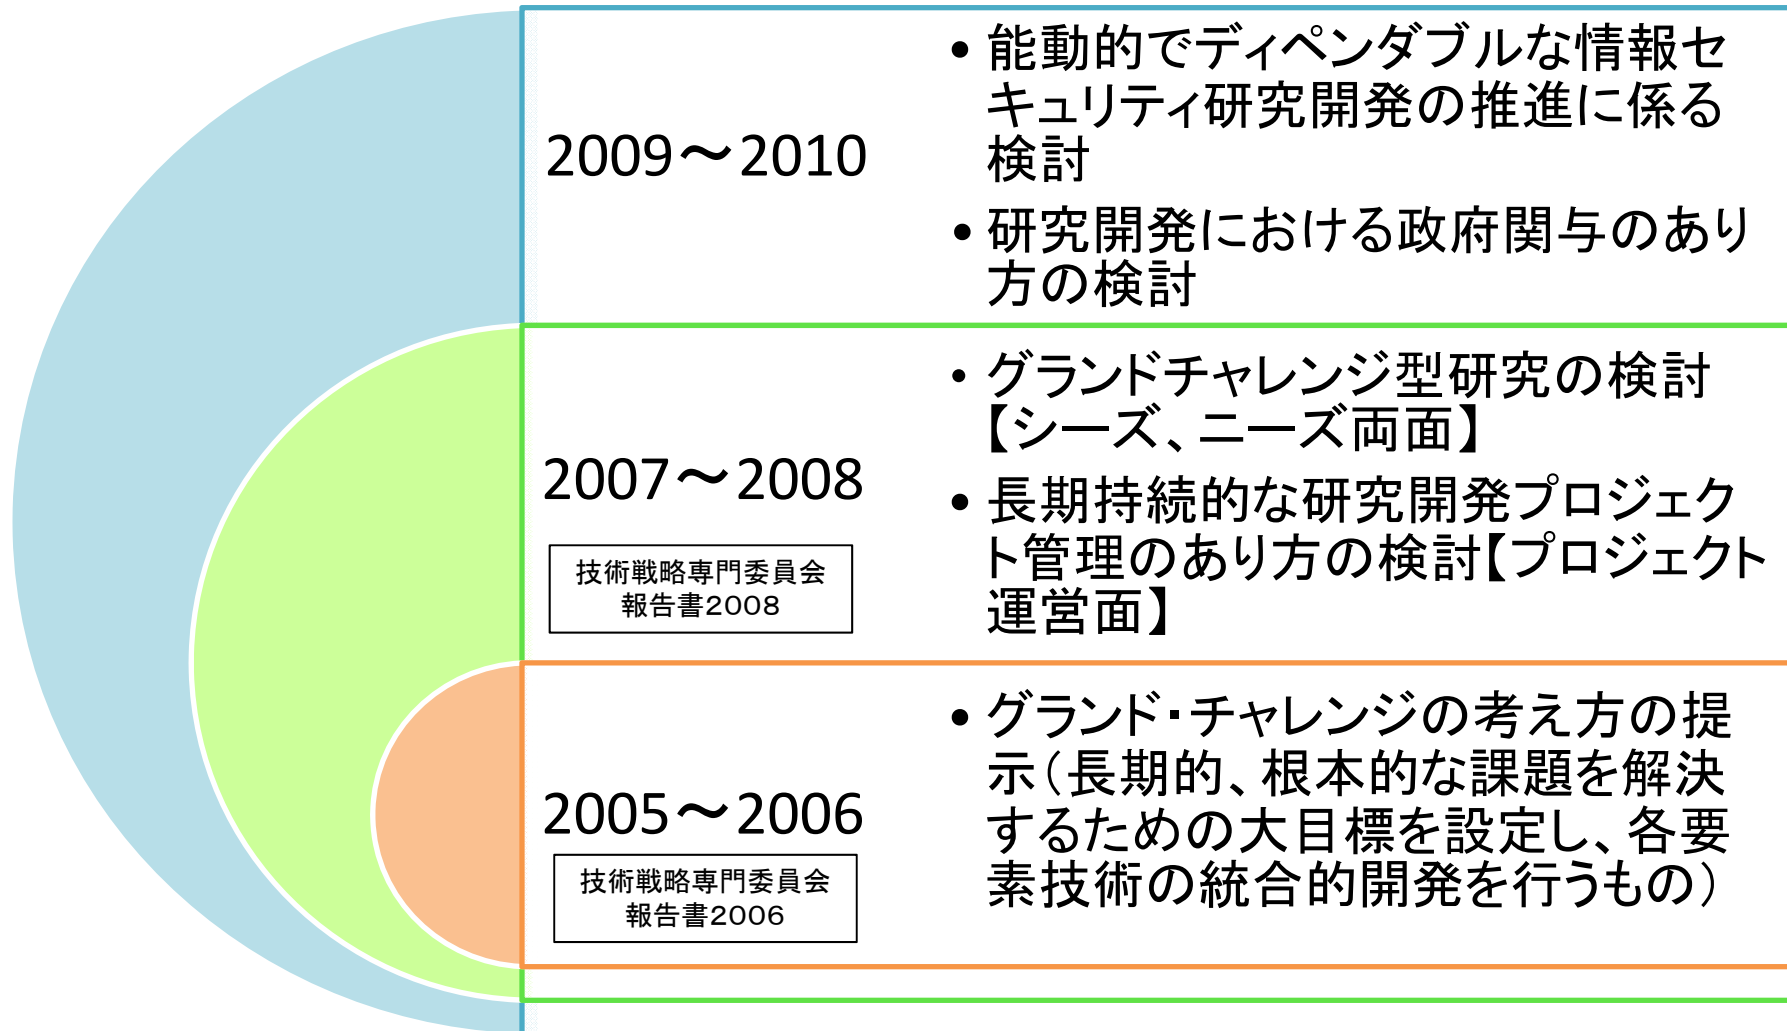 2009～2010
• 能動的でディペンダブルな情報セ
キュリティ研究開発の推進に係る
検討
• 研究開発における政府関与のあり
方の検討
2007～2008
技術戦略専門委員会
報告書2008
• グランドチャレンジ型研究の検討
【シーズ、ニーズ両面】
• 長期持続的な研究開発プロジェク
ト管理のあり方の検討【プロジェクト
運営面】
2005～2006
技術戦略専門委員会
報告書2006
• グランド・チャレンジの考え方の提
示（長期的、根本的な課題を解決
するための大目標を設定し、各要
素技術の統合的開発を行うもの）